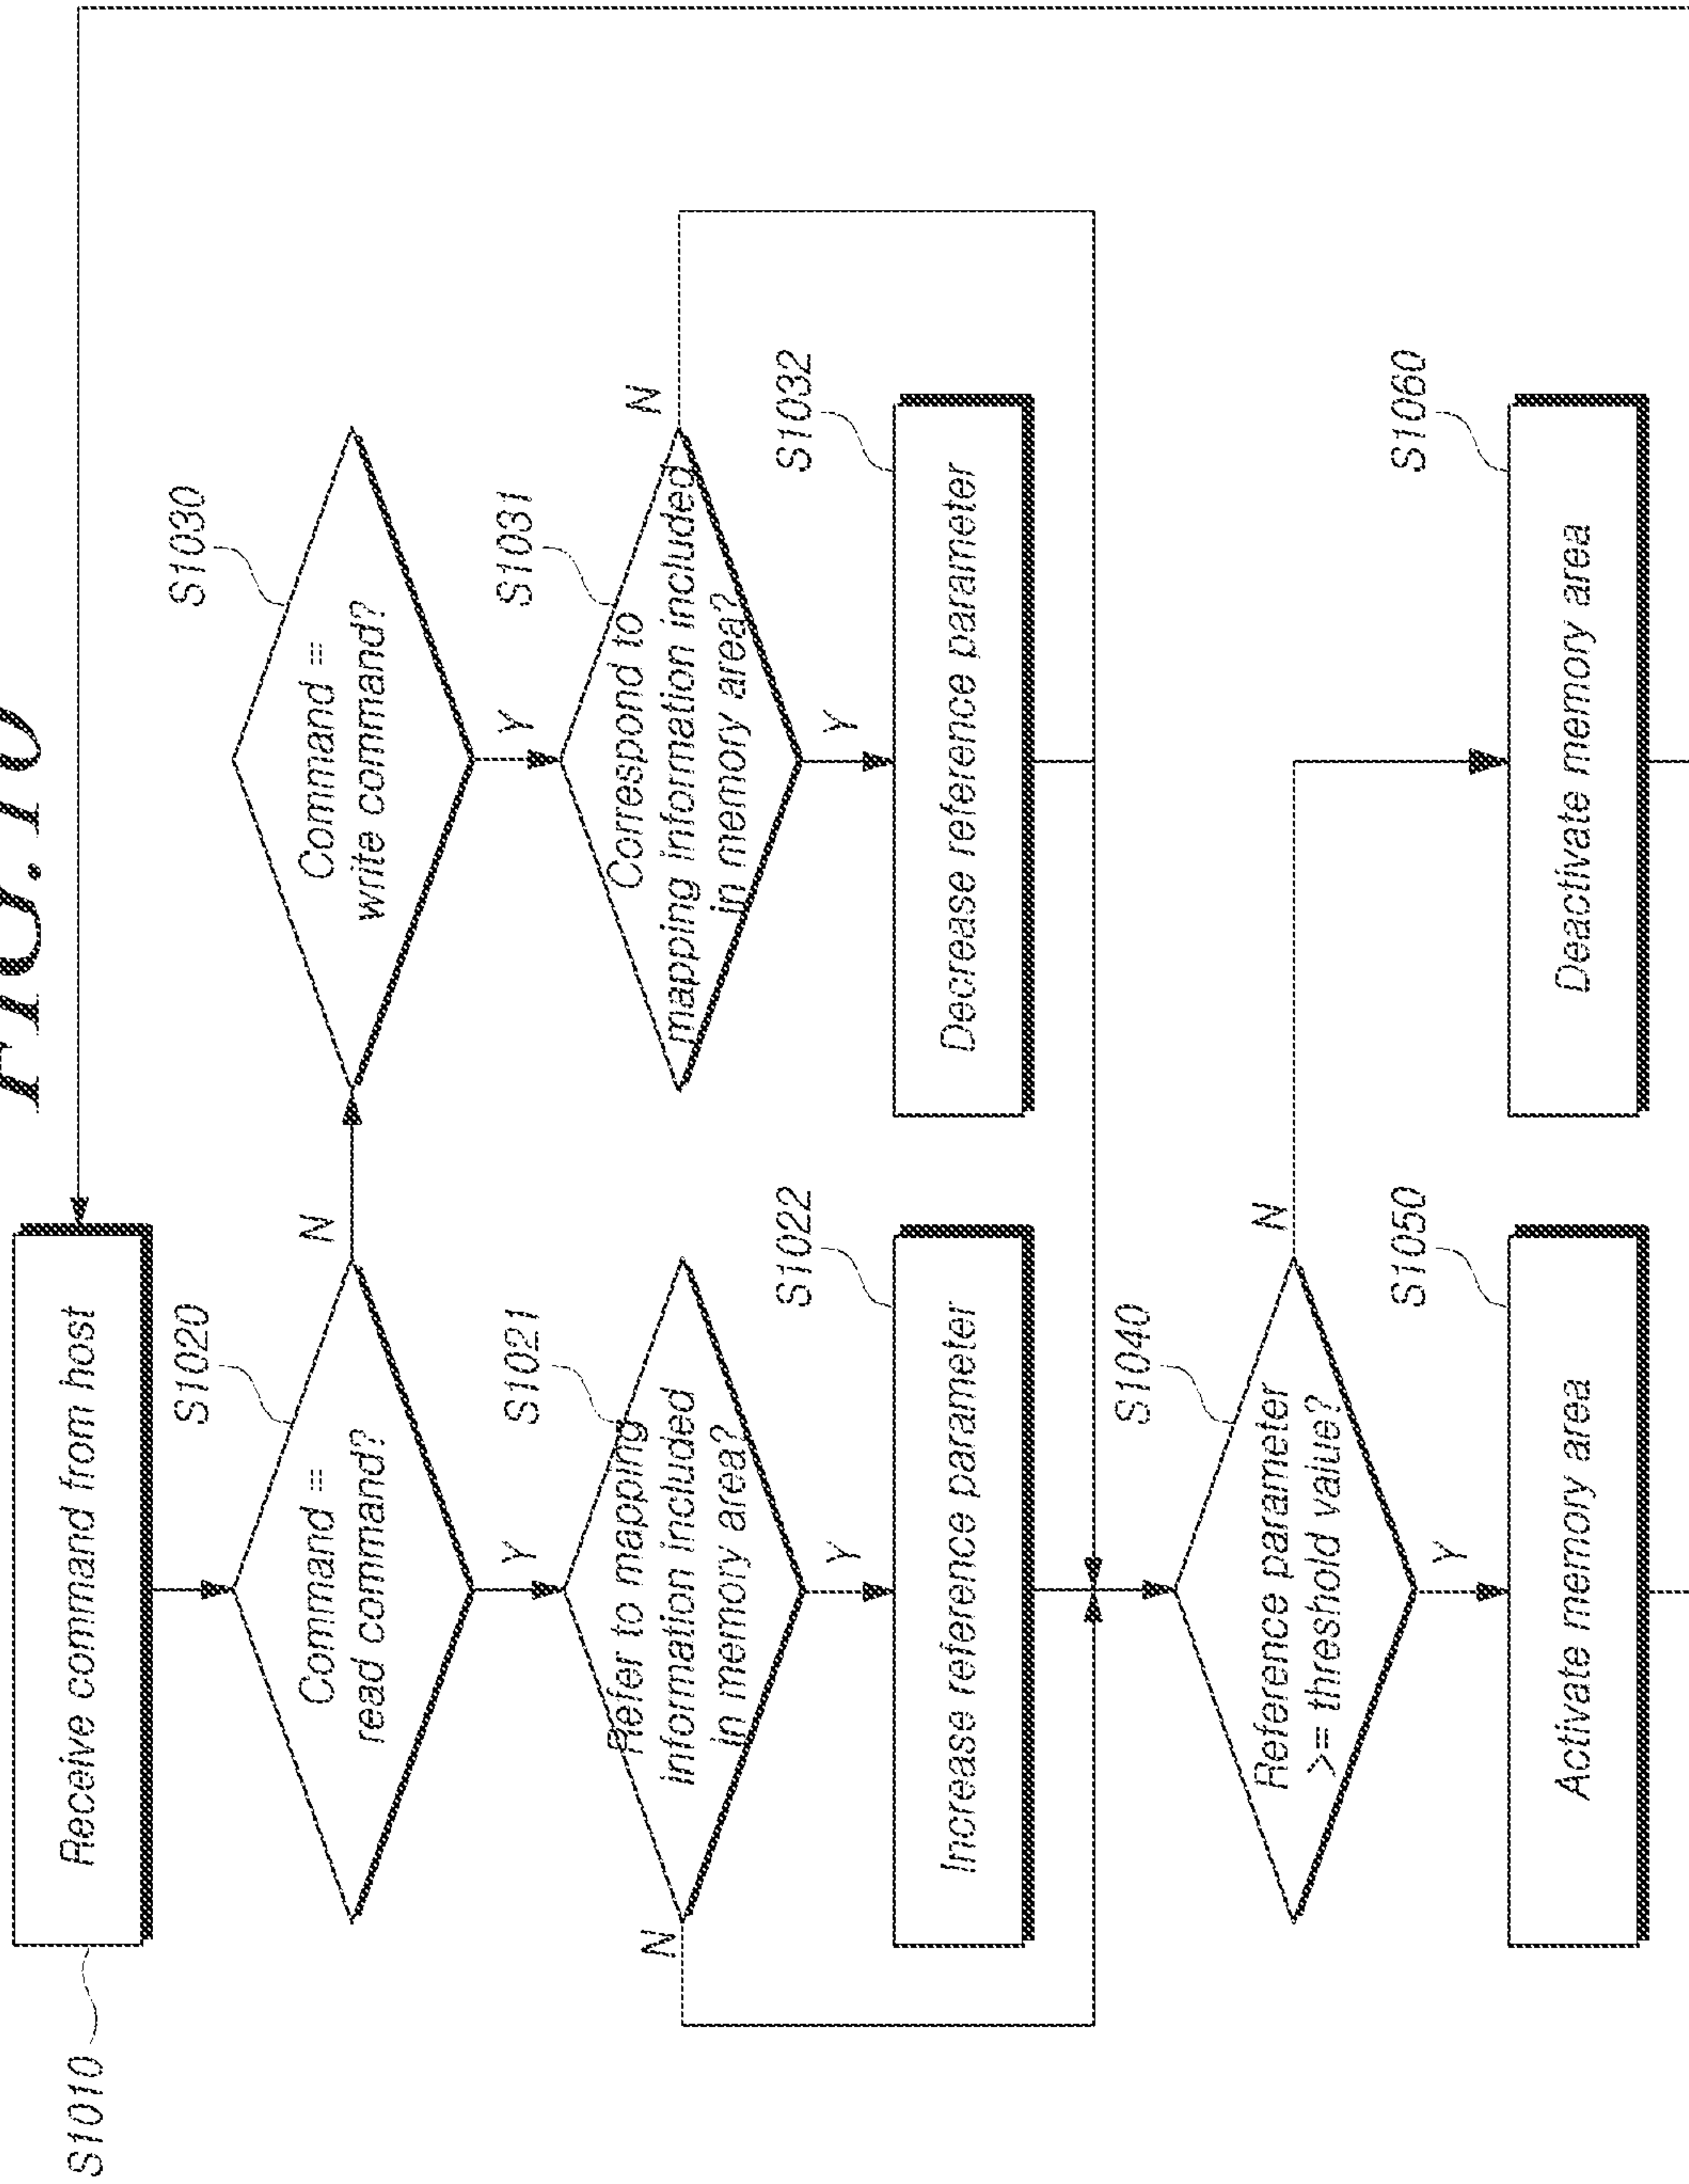 FIG.10
S1010
Receive command from host
S1020
Command =
read command?
N
S1030
Command =
write command?
Y
Y
S1021
Refer to mapping
information included
in memory area?
N
S1031
Correspond to
mapping information included
in memory area?
N
Y
Y
S1022
Increase reference parameter
S1032
Decrease reference parameter
S1040
Reference parameter
>= threshold value?
N
Y
S1050
Activate memory area
S1060
Deactivate memory area